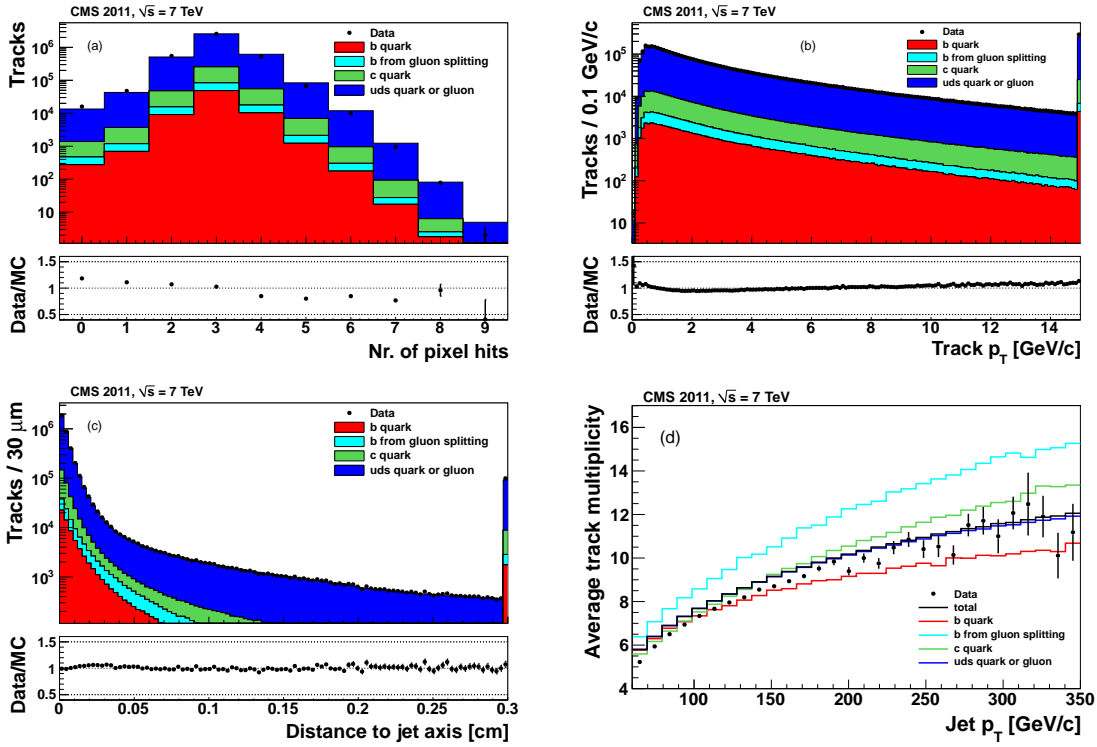 CMS 2011, √s = 7 TeV
(a)
Data
b quark
b from gluon splitting
c quark
uds quark or gluon
Tracks
10⁶
10⁵
10⁴
10³
10²
10
Data/MC
1.5
1.0
0.5
0 1 2 3 4 5 6 7 8 9
Nr. of pixel hits
CMS 2011, √s = 7 TeV
(b)
Data
b quark
b from gluon splitting
c quark
uds quark or gluon
Tracks / 0.1 GeV/c
10⁵
10⁴
10³
10²
10
Data/MC
1.5
1
0.5
0 2 4 6 8 10 12 14
Track p_T [GeV/c]
CMS 2011, √s = 7 TeV
(c)
Data
b quark
b from gluon splitting
c quark
uds quark or gluon
Tracks / 30 μm
10⁶
10⁵
10⁴
10³
Data/MC
1.5
1
0.5
0 0.05 0.1 0.15 0.2 0.25 0.3
Distance to jet axis [cm]
CMS 2011, √s = 7 TeV
(d)
Average track multiplicity
16
14
12
10
8
6
4
Data
total
b quark
b from gluon splitting
c quark
uds quark or gluon
100 150 200 250 300 350
Jet p_T [GeV/c]